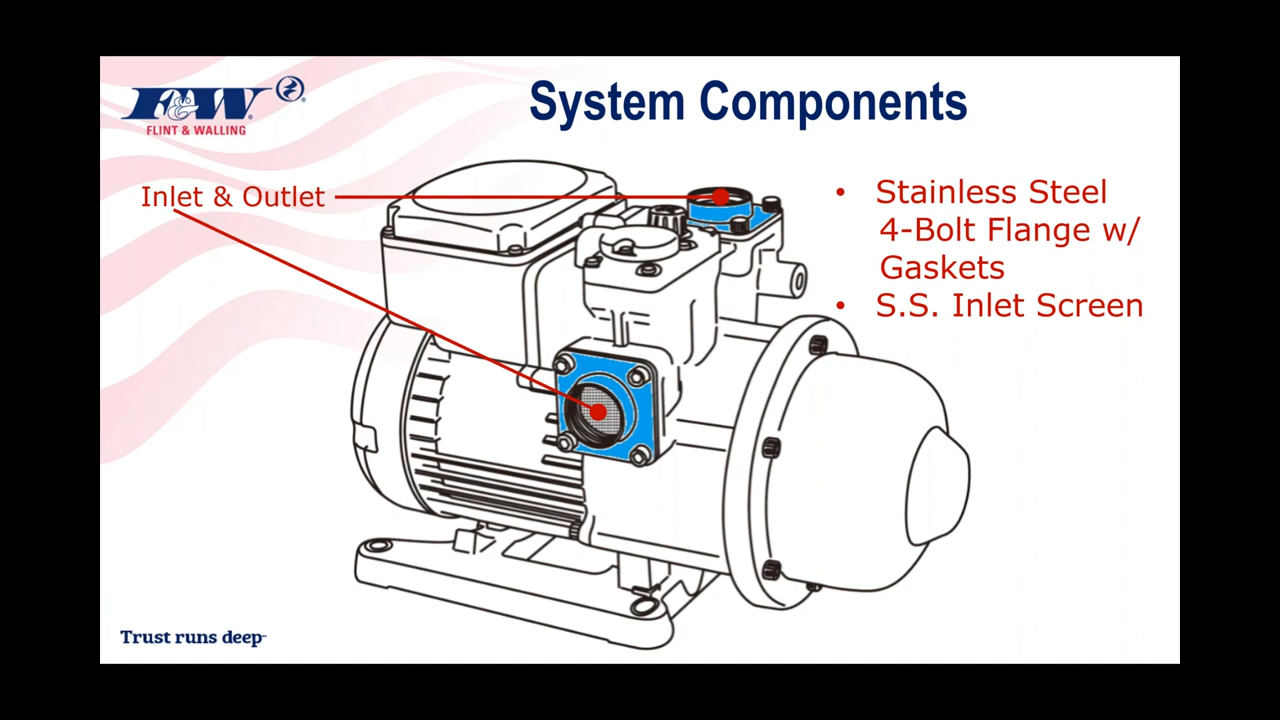 F&W
FLINT & WALLING
System Components
Inlet & Outlet
• Stainless Steel
4-Bolt Flange w/
Gaskets
• S.S. Inlet Screen
Trust runs deep